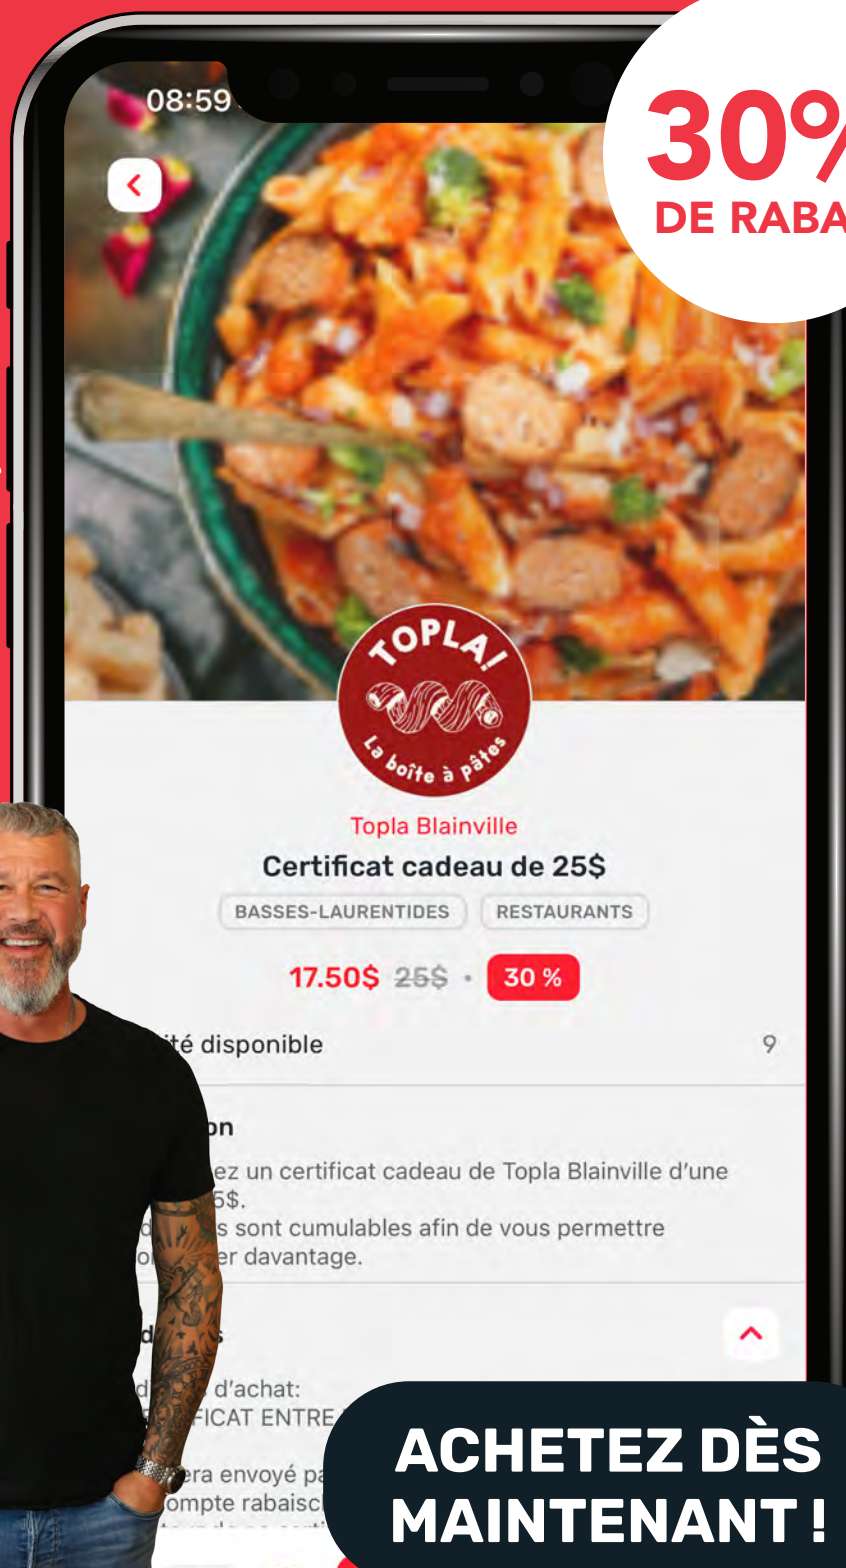 08:59
30%
DE RABA
TOPLA!
La boîte à pâtes
Topla Blainville
Certificat cadeau de 25$
BASSES-LAURENTIDES RESTAURANTS
17.50$ 25$ • 30 %
té disponible 9
on
ez un certificat cadeau de Topla Blainville d'une
5$.
s sont cumulables afin de vous permettre
er davantage.
d'achat:
FICAT ENTRE
era envoyé pa
ompte rabaisc
ACHETEZ DÈS
MAINTENANT !